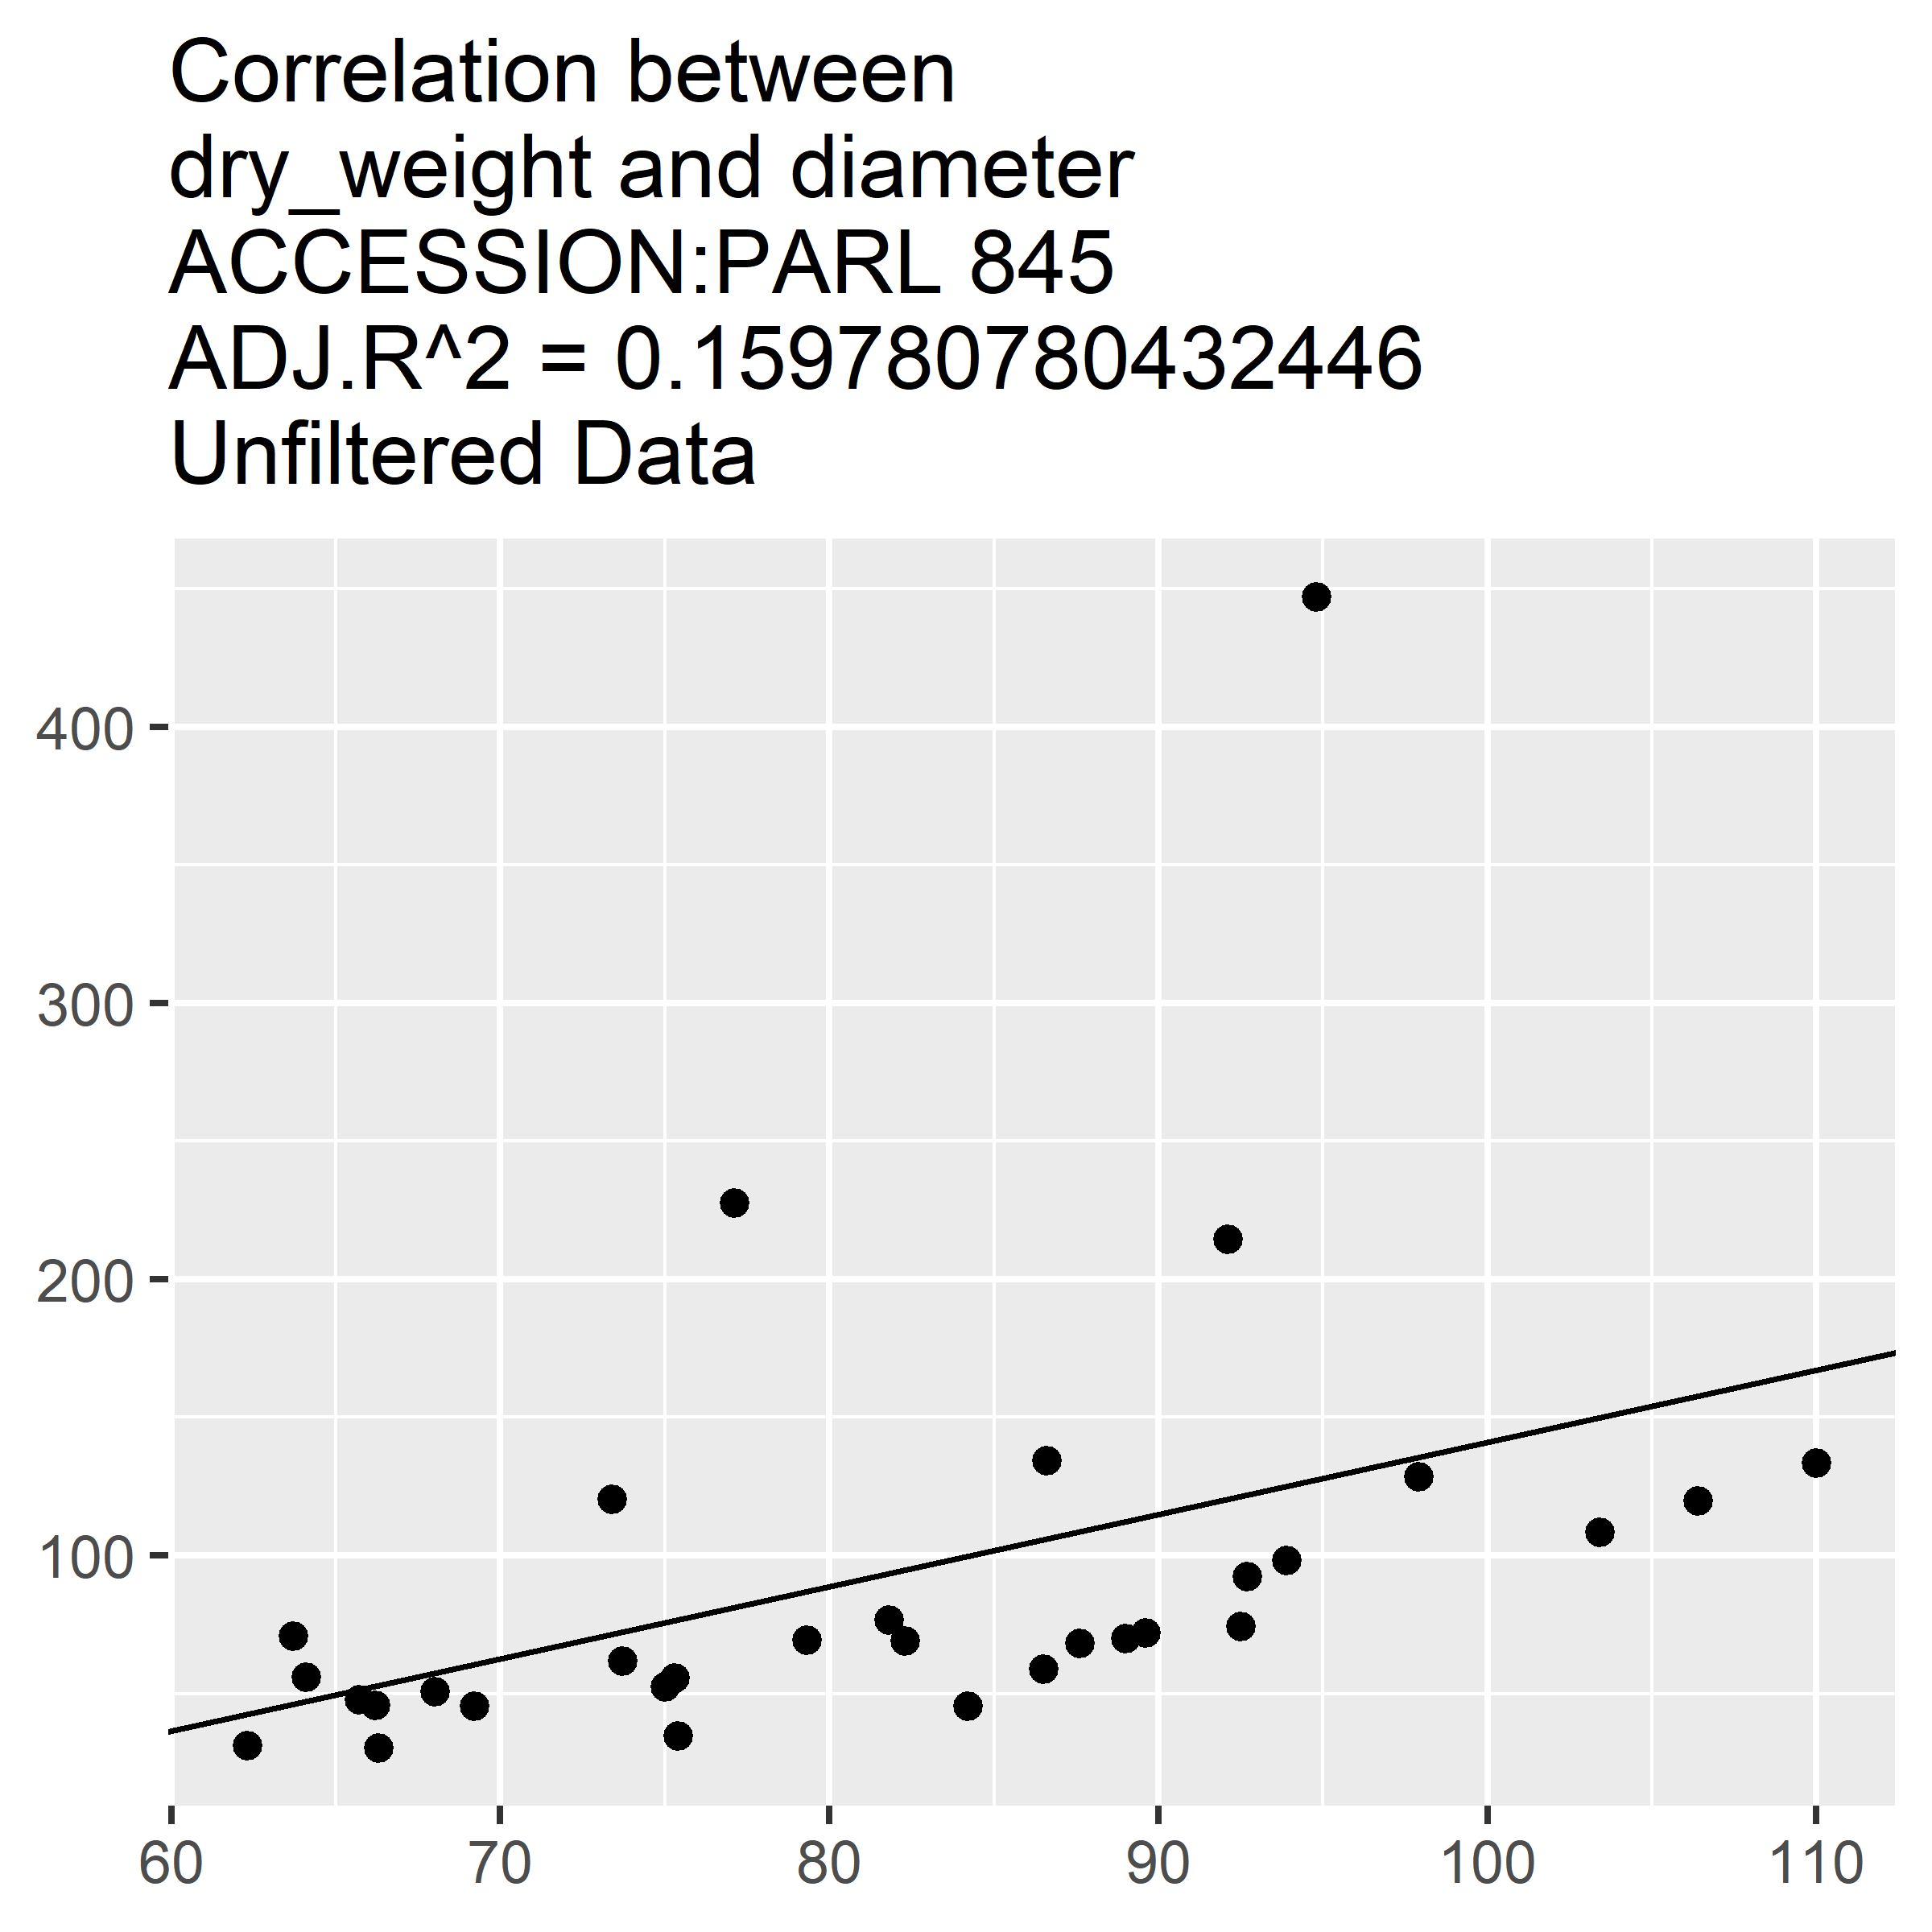 Correlation between
dry_weight and diameter
ACCESSION:PARL 845
ADJ.R^2 = 0.159780780432446
Unfiltered Data
400
300
200
100
60 70 80 90 100 110